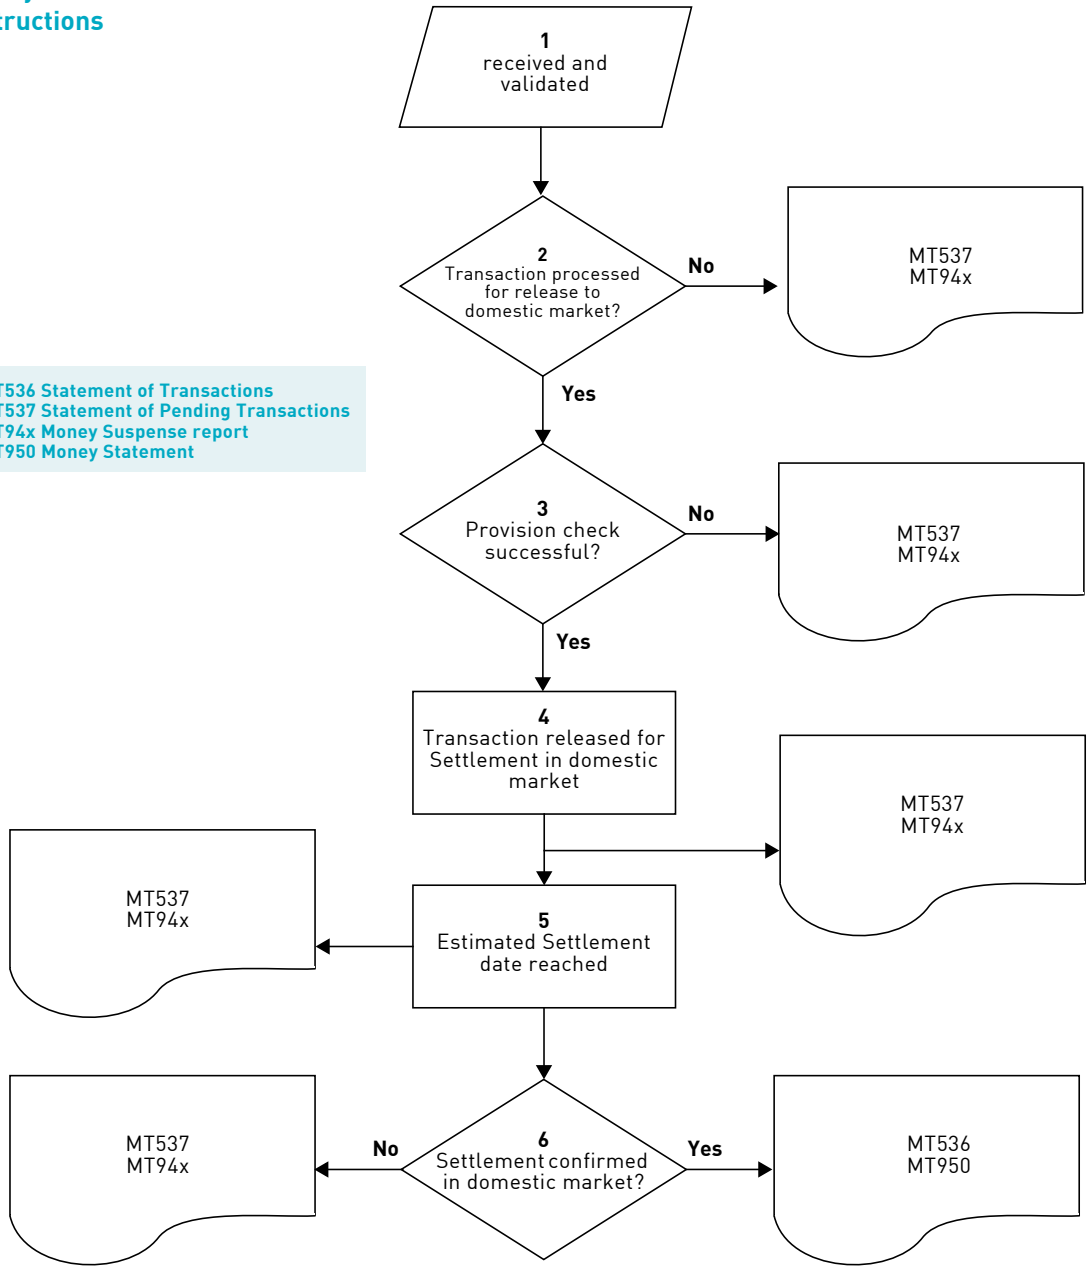 tructions
1
received and
validated
2
Transaction processed
for release to
domestic market?
No
MT537
MT94x
Yes
T536 Statement of Transactions
T537 Statement of Pending Transactions
T94x Money Suspense report
T950 Money Statement
3
Provision check
successful?
No
MT537
MT94x
Yes
4
Transaction released for
Settlement in domestic
market
MT537
MT94x
MT537
MT94x
5
Estimated Settlement
date reached
MT537
MT94x
No
6
Settlement confirmed
in domestic market?
Yes
MT536
MT950